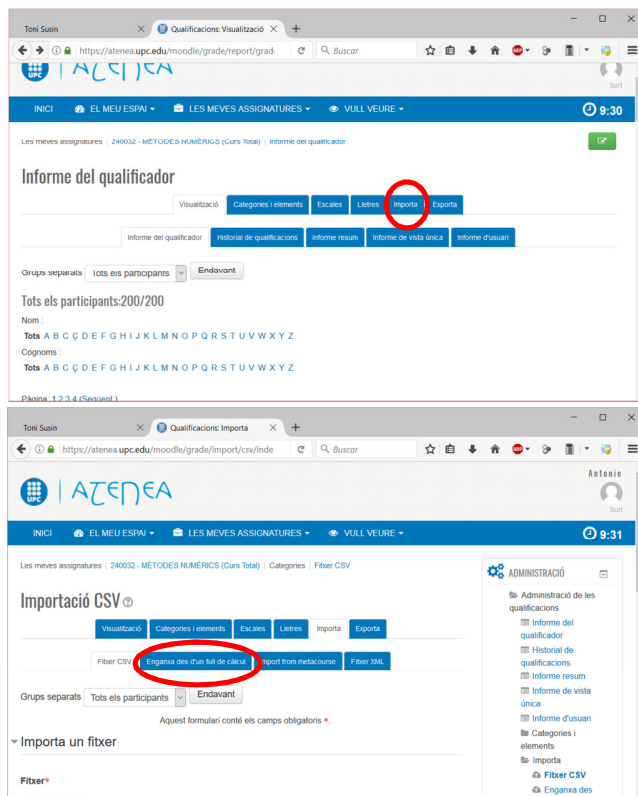 Toni Susin
Qualificacions: Visualització
https://atenea.upc.edu/moodle/grade/report/grad
Buscar
ABP
UPC
ATENEA
Surt
INICI EL MEU ESPAI LES MEVES ASSIGNATURES VULL VEURE 9:30
Les meves assignatures | 240032 - MÈTODES NUMÈRICS (Curs Total) | Informe del qualificador
Informe del qualificador
Visualització Categories i elements Escales Lletres Importa Exporta
Informe del qualificador Historial de qualificacions Informe resum Informe de vista única Informe d'usuari
Grups separats Tots els participants Endavant
Tots els participants:200/200
Nom :
Tots A B C Ç D E F G H I J K L M N O P Q R S T U V W X Y Z
Cognoms :
Tots A B C Ç D E F G H I J K L M N O P Q R S T U V W X Y Z
Pàgina: 1 2 3 4 (Següent )
Toni Susin
Qualificacions: Importa
https://atenea.upc.edu/moodle/grade/import/csv/inde
Buscar
ABP
Antonio
UPC
ATENEA
Surt
INICI EL MEU ESPAI LES MEVES ASSIGNATURES VULL VEURE 9:31
Les meves assignatures | 240032 - MÈTODES NUMÈRICS (Curs Total) | Categories | Fitxer CSV
Importació CSV
Visualització Categories i elements Escales Lletres Importa Exporta
Fitxer CSV Enganxa des d'un full de càlcul Import from metacourse Fitxer XML
Grups separats Tots els participants Endavant
Aquest formulari conté els camps obligatoris *.
Importa un fitxer
Fitxer*
ADMINISTRACIÓ
Administració de les
qualificacions
Informe del
qualificador
Historial de
qualificacions
Informe resum
Informe de vista
única
Informe d'usuari
Categories i
elements
Importa
Fitxer CSV
Enganxa des